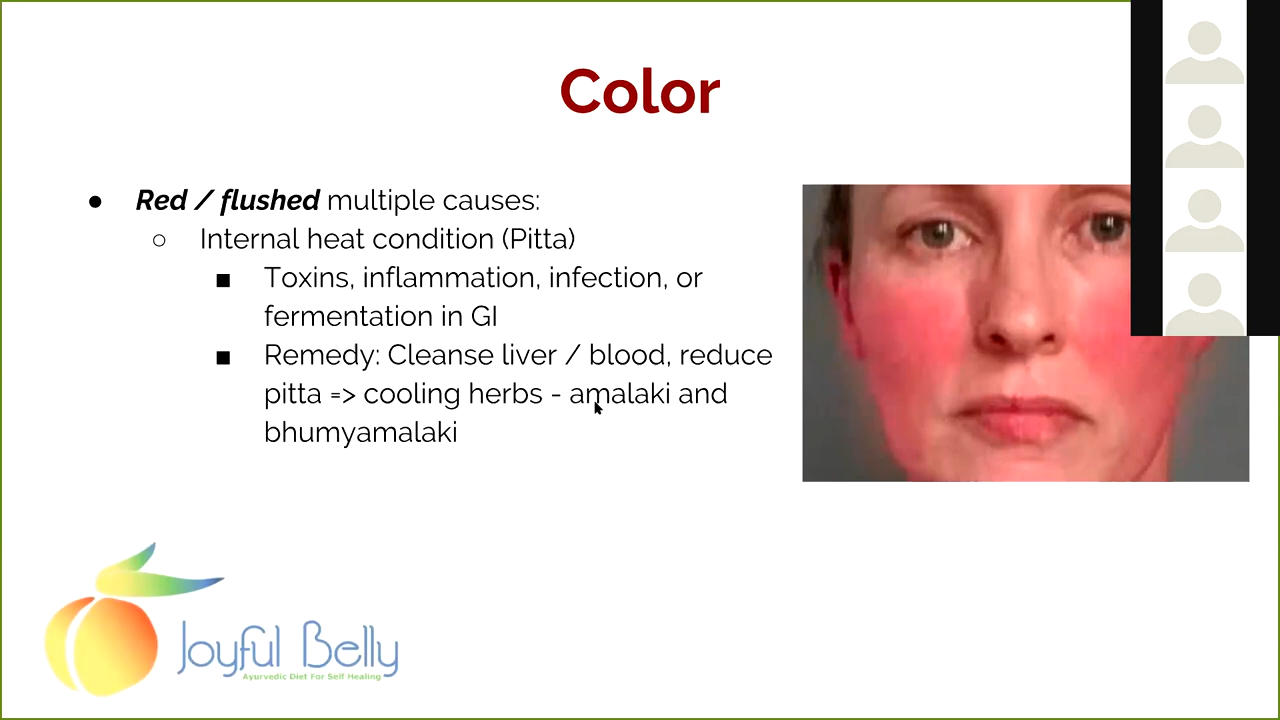 Color
● Red / flushed multiple causes:
○ Internal heat condition (Pitta)
■ Toxins, inflammation, infection, or
fermentation in GI
■ Remedy: Cleanse liver / blood, reduce
pitta => cooling herbs - amalaki and
bhumyamalaki
Joyful Belly
Ayurvedic Diet For Self Healing